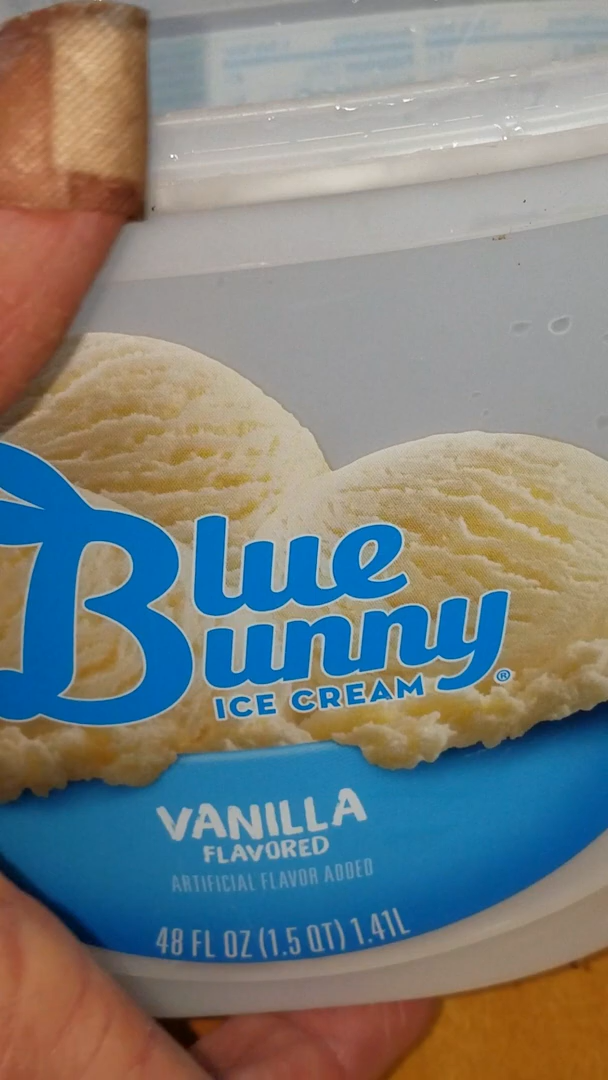 Blue
Bunny®
ICE CREAM
VANILLA
FLAVORED
ARTIFICIAL FLAVOR ADDED
48 FL OZ (1.5 QT) 1.41L